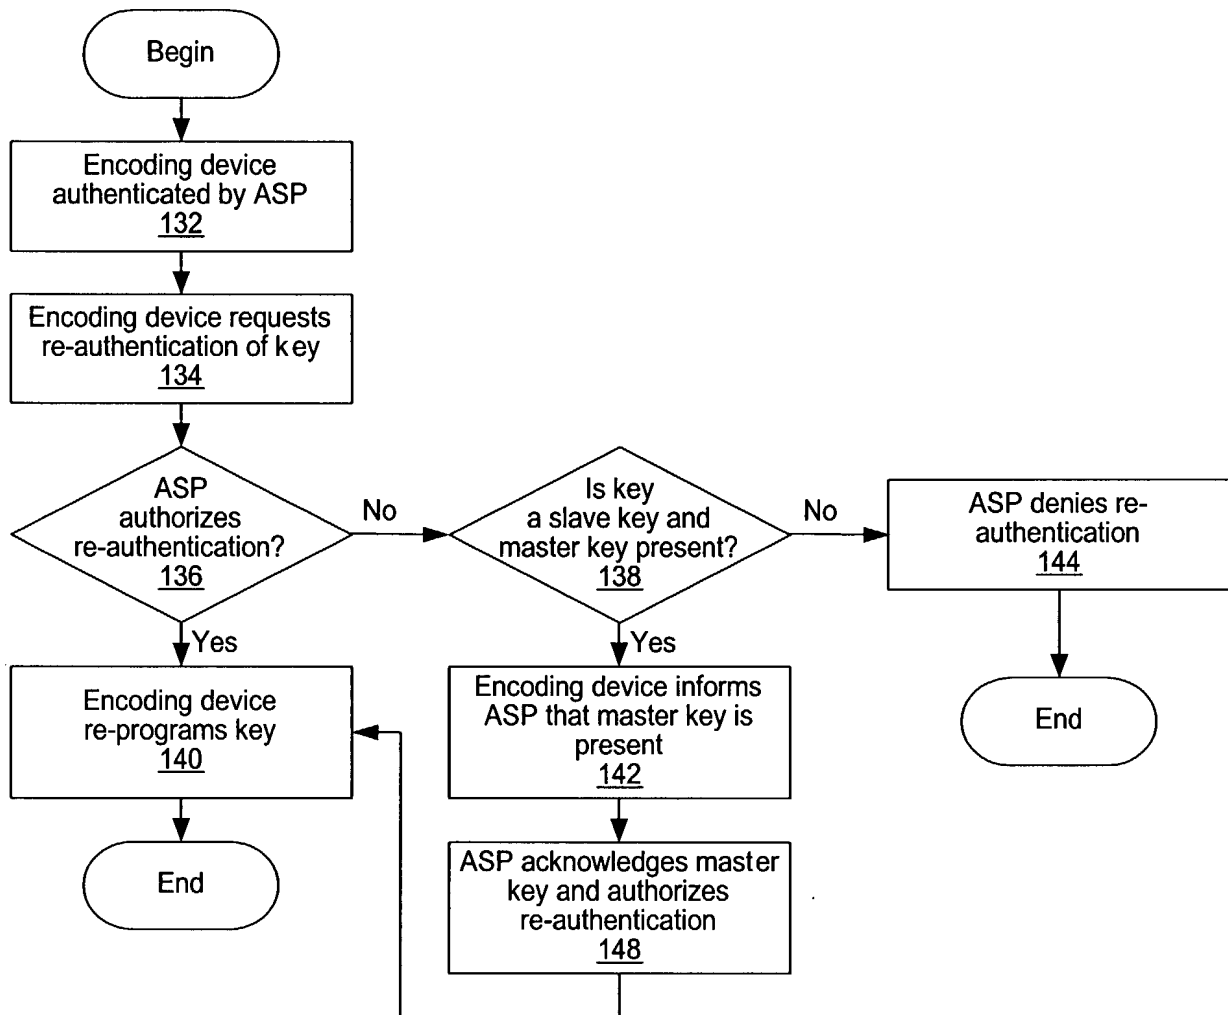 Begin
Encoding device
authenticated by ASP
132
Encoding device requests
re-authentication of key
134
ASP
authorizes
re-authentication?
136
No
Is key
a slave key and
master key present?
138
No
ASP denies re-
authentication
144
Yes
Yes
Encoding device
re-programs key
140
Encoding device informs
ASP that master key is
present
142
End
End
ASP acknowledges master
key and authorizes
re-authentication
148